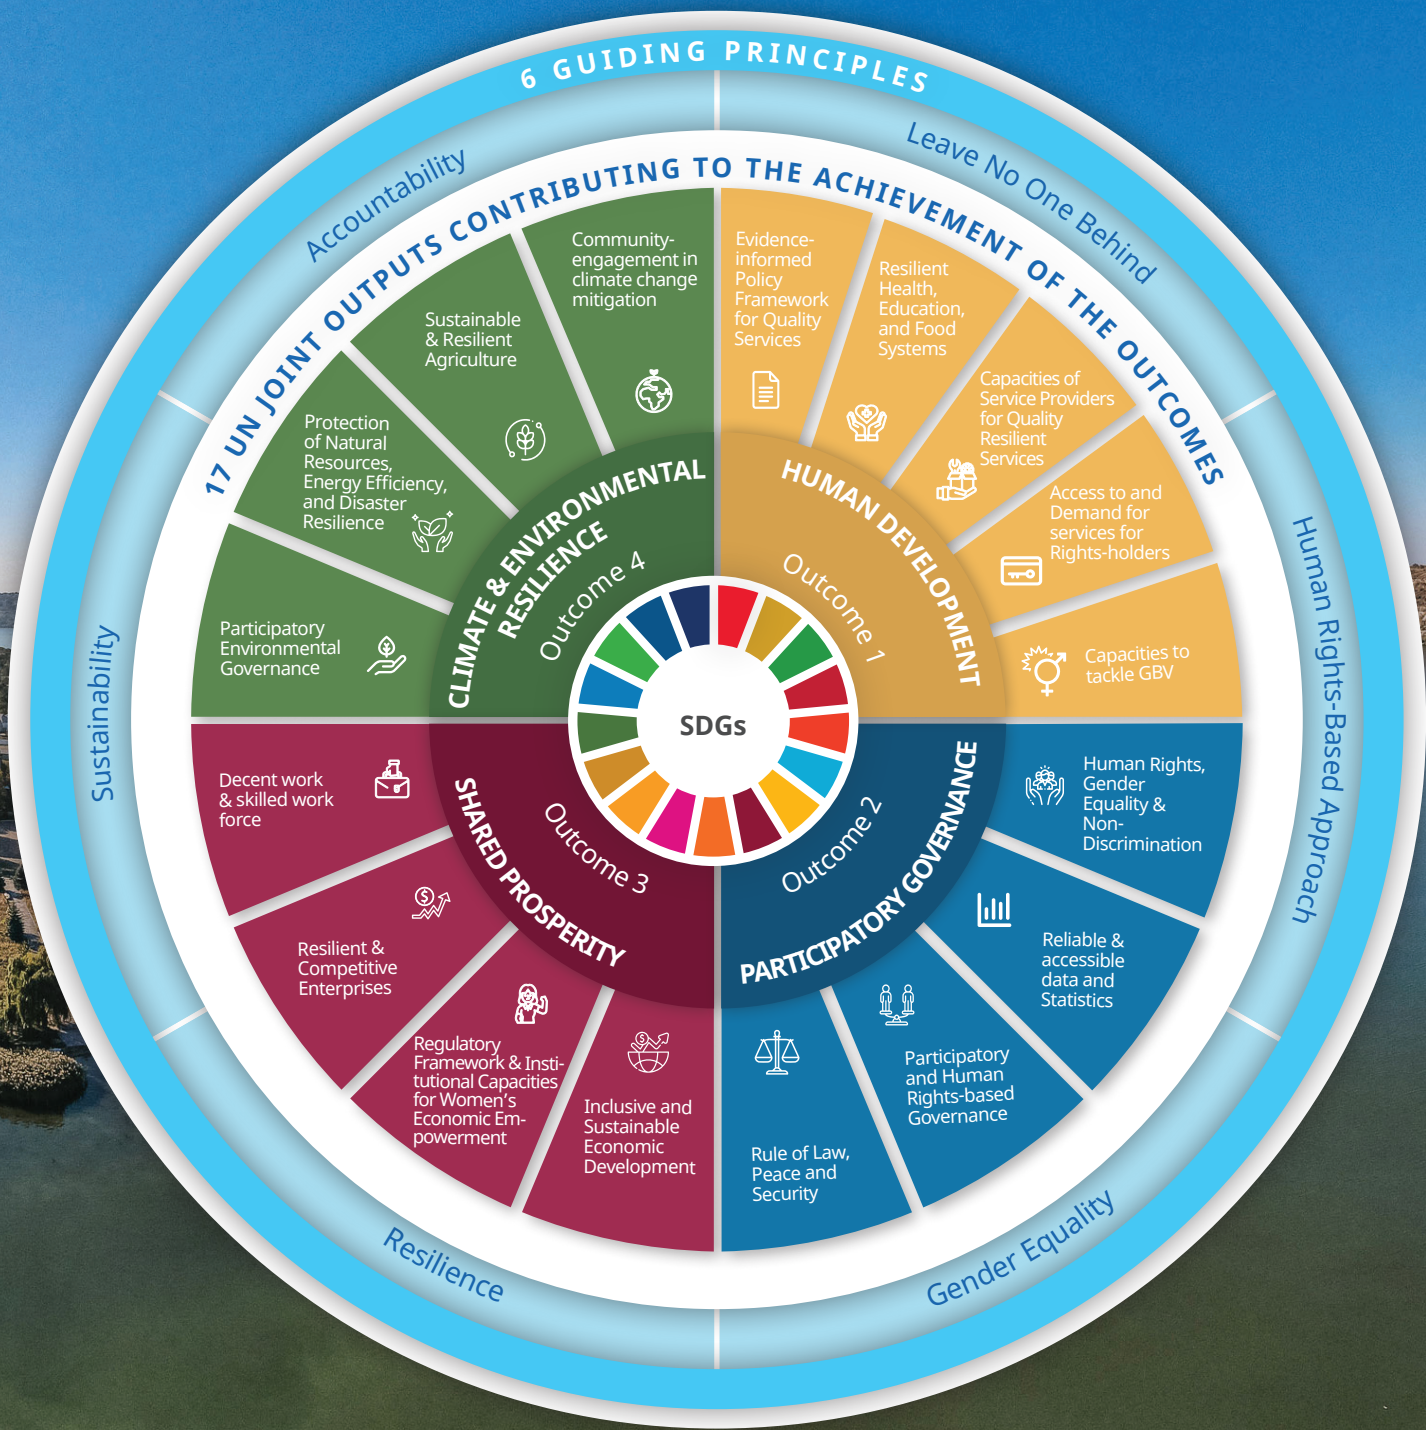 6 GUIDING PRINCIPLES
Leave No One Behind
Human Rights-Based Approach
Gender Equality
Resilience
Sustainability
Accountability
17 UN JOINT OUTPUTS CONTRIBUTING TO THE ACHIEVEMENT OF THE OUTCOMES
HUMAN DEVELOPMENT
Outcome 1
Evidence-
informed
Policy
Framework
for Quality
Services
Resilient
Health,
Education,
and Food
Systems
Capacities of
Service Providers
for Quality
Resilient
Services
Access to and
Demand for
services for
Rights-holders
Capacities to
tackle GBV
PARTICIPATORY GOVERNANCE
Outcome 2
Human Rights,
Gender
Equality &
Non-
Discrimination
Reliable &
accessible
data and
Statistics
Participatory
and Human
Rights-based
Governance
Rule of Law,
Peace and
Security
SHARED PROSPERITY
Outcome 3
Inclusive and
Sustainable
Economic
Development
Regulatory
Framework & Insti-
tutional Capacities
for Women's
Economic Em-
powerment
Resilient &
Competitive
Enterprises
Decent work
& skilled work
force
CLIMATE & ENVIRONMENTAL
RESILIENCE
Outcome 4
Participatory
Environmental
Governance
Protection
of Natural
Resources,
Energy Efficiency,
and Disaster
Resilience
Sustainable
& Resilient
Agriculture
Community-
engagement in
climate change
mitigation
SDGs